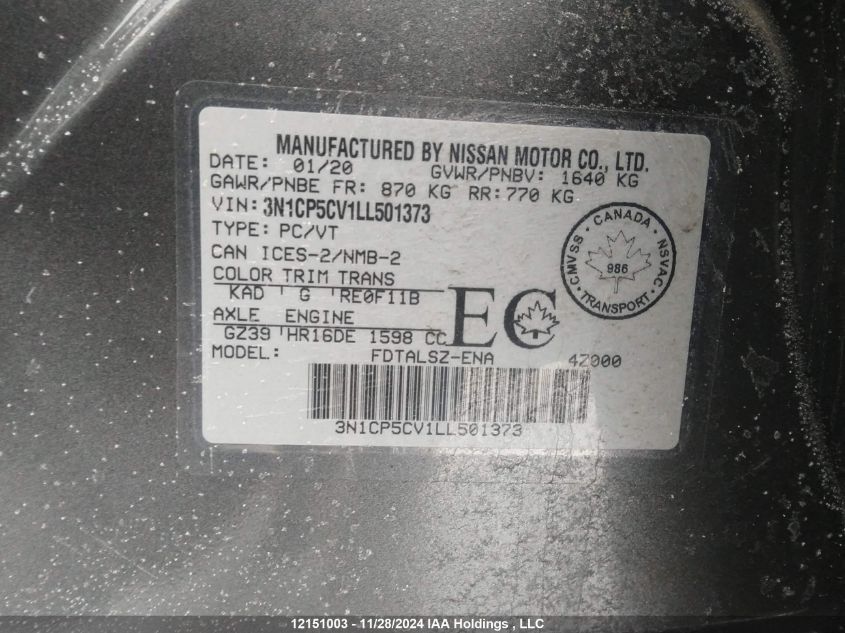 MANUFACTURED BY NISSAN MOTOR CO., LTD.
DATE: 01/20 GVWR/PNBV: 1640 KG
GAWR/PNBE FR: 870 KG RR: 770 KG
VIN: 3N1CP5CV1LL501373
TYPE: PC/VT
CAN ICES-2/NMB-2
COLOR TRIM TRANS
KAD ' G ' RE0F11B
AXLE ENGINE
GZ39 ' HR16DE 1598 CC
MODEL: FDTALSZ-ENA 4Z000
EC
CANADA
CMVSS 986 NSVAC
TRANSPORT
3N1CP5CV1LL501373
12151003 - 11/28/2024 IAA Holdings , LLC